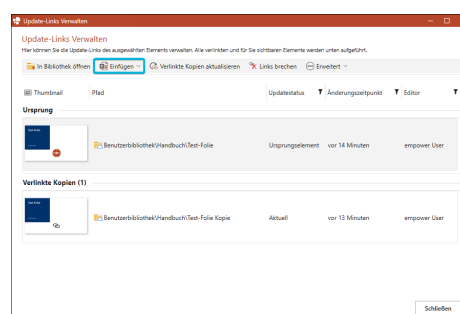 Update-Links Verwalten
Update-Links Verwalten
Hier können Sie die Update-Links des ausgewählten Elements verwalten. Alle verlinkten und für Sie sichtbaren Elemente werden unten aufgeführt.
In Bibliothek öffnen Einfügen Verlinkte Kopien aktualisieren Links brechen Erweitert
Thumbnail Pfad Updatestatus Änderungszeitpunkt Editor
Ursprung
Test-Folie
Benutzerbibliothek\Handbuch\Test-Folie Ursprungselement vor 14 Minuten empower User
Verlinkte Kopien (1)
Test-Folie
Benutzerbibliothek\Handbuch\Test-Folie Kopie Aktuell vor 13 Minuten empower User
Schließen